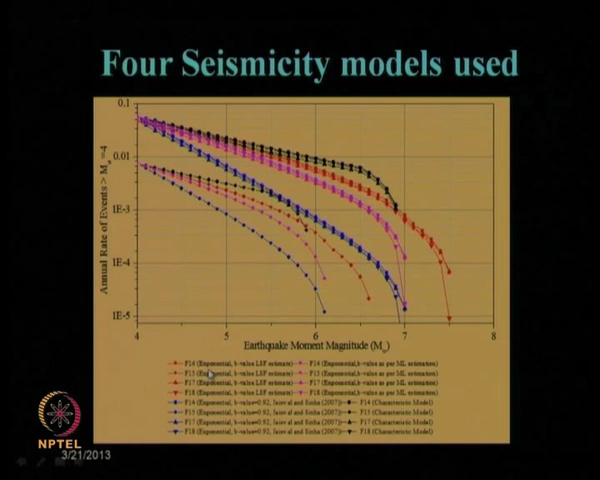 Four Seismicity models used
0.1
0.01
1E-3
1E-4
1E-5
Annual Rate of Events > Mw=4
4 5 6 7 8
Earthquake Moment Magnitude (Mw)
F14 (Exponential, b-value LSF estimate) F14 (Exponential, b-value as per ML estimation)
F15 (Exponential, b-value LSF estimate) F15 (Exponential, b-value as per ML estimation)
F17 (Exponential, b-value LSF estimate) F17 (Exponential, b-value as per ML estimation)
F18 (Exponential, b-value LSF estimate) F18 (Exponential, b-value as per ML estimation)
F14 (Exponential, b-value=0.92, Jaiswal and Sinha (2007)) F14 (Characteristic Model)
F15 (Exponential, b-value=0.92, Jaiswal and Sinha (2007)) F15 (Characteristic Model)
F17 (Exponential, b-value=0.92, Jaiswal and Sinha (2007)) F17 (Characteristic Model)
F18 (Exponential, b-value=0.92, Jaiswal and Sinha (2007)) F18 (Characteristic Model)
NPTEL
3/21/2013